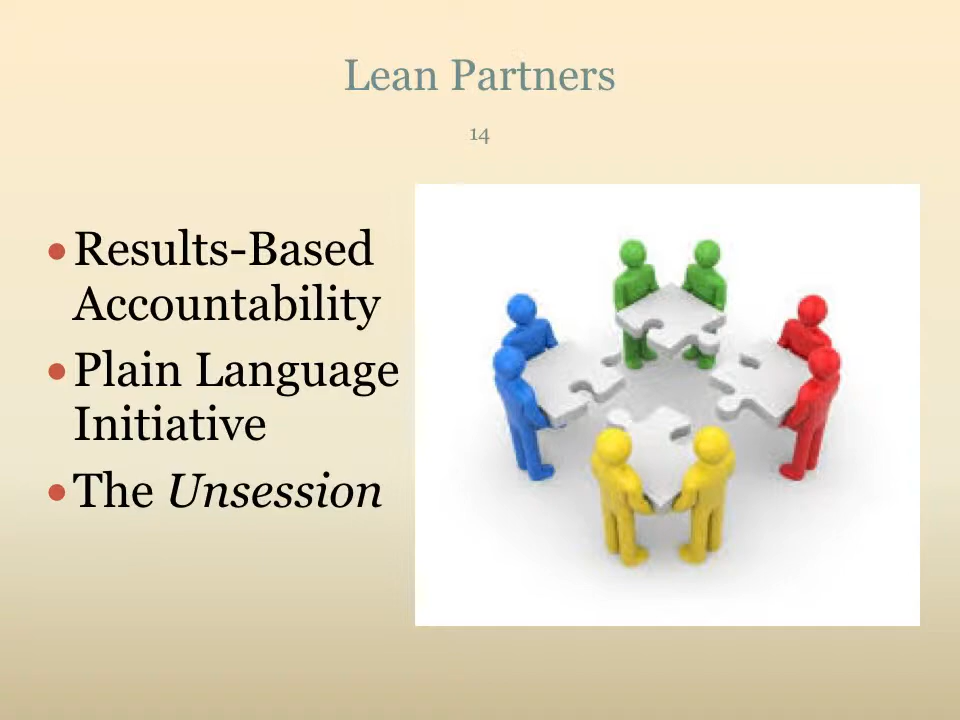 Lean Partners
14
•Results-Based
Accountability
•Plain Language
Initiative
•The Unsession